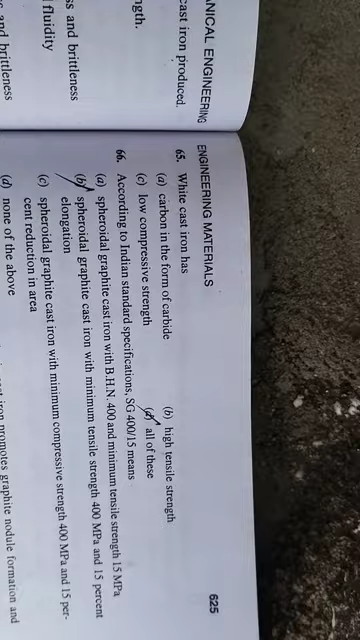 ANICAL ENGINEERING
cast iron produced.
ngth.
ss and brittleness
fluidity
and brittleness
ENGINEERING MATERIALS 625
65. White cast iron has
(a) carbon in the form of carbide (b) high tensile strength
(c) low compressive strength (d) all of these
66. According to Indian standard specifications, SG 400/15 means
(a) spheroidal graphite cast iron with B.H.N. 400 and minimum tensile strength 15 MPa
(b) spheroidal graphite cast iron with minimum tensile strength 400 MPa and 15 percent
elongation
(c) spheroidal graphite cast iron with minimum compressive strength 400 MPa and 15 per-
cent reduction in area
(d) none of the above
iron promotes graphite nodule formation and